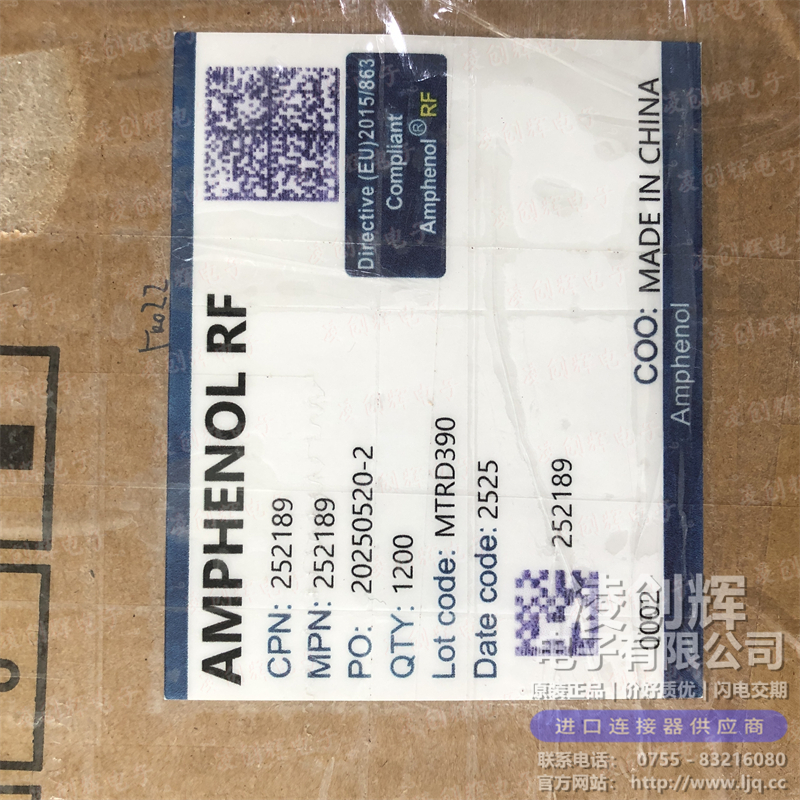 AMPHENOL RF
CPN: 252189
MPN: 252189
PO: 20250520-2
QTY: 1200
Lot code: MTRD390
Date code: 2525
252189
0002
COO: MADE IN CHINA
Amphenol
Directive (EU)2015/863
Compliant
Amphenol® RF
凌创辉
电子有限公司
原装正品 | 价好质优 | 闪电交期
进口连接器供应商
联系电话: 0755 - 83216080
官方网站: http://www.ljq.cc